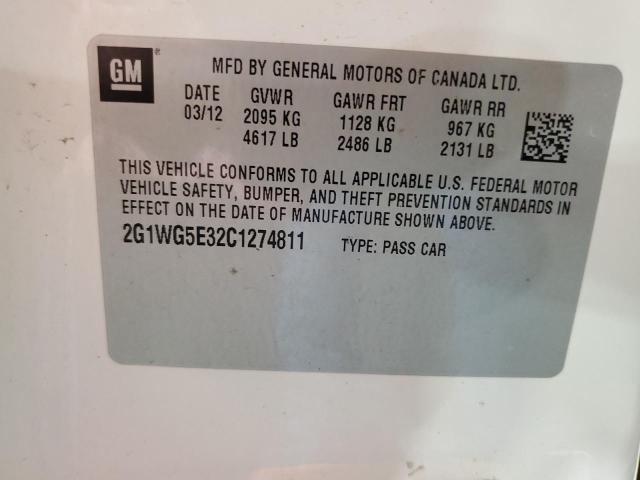 GM®
MFD BY GENERAL MOTORS OF CANADA LTD.
DATE GVWR GAWR FRT GAWR RR
03/12 2095 KG 1128 KG 967 KG
4617 LB 2486 LB 2131 LB
THIS VEHICLE CONFORMS TO ALL APPLICABLE U.S. FEDERAL MOTOR
VEHICLE SAFETY, BUMPER, AND THEFT PREVENTION STANDARDS IN
EFFECT ON THE DATE OF MANUFACTURE SHOWN ABOVE.
2G1WG5E32C1274811 TYPE: PASS CAR